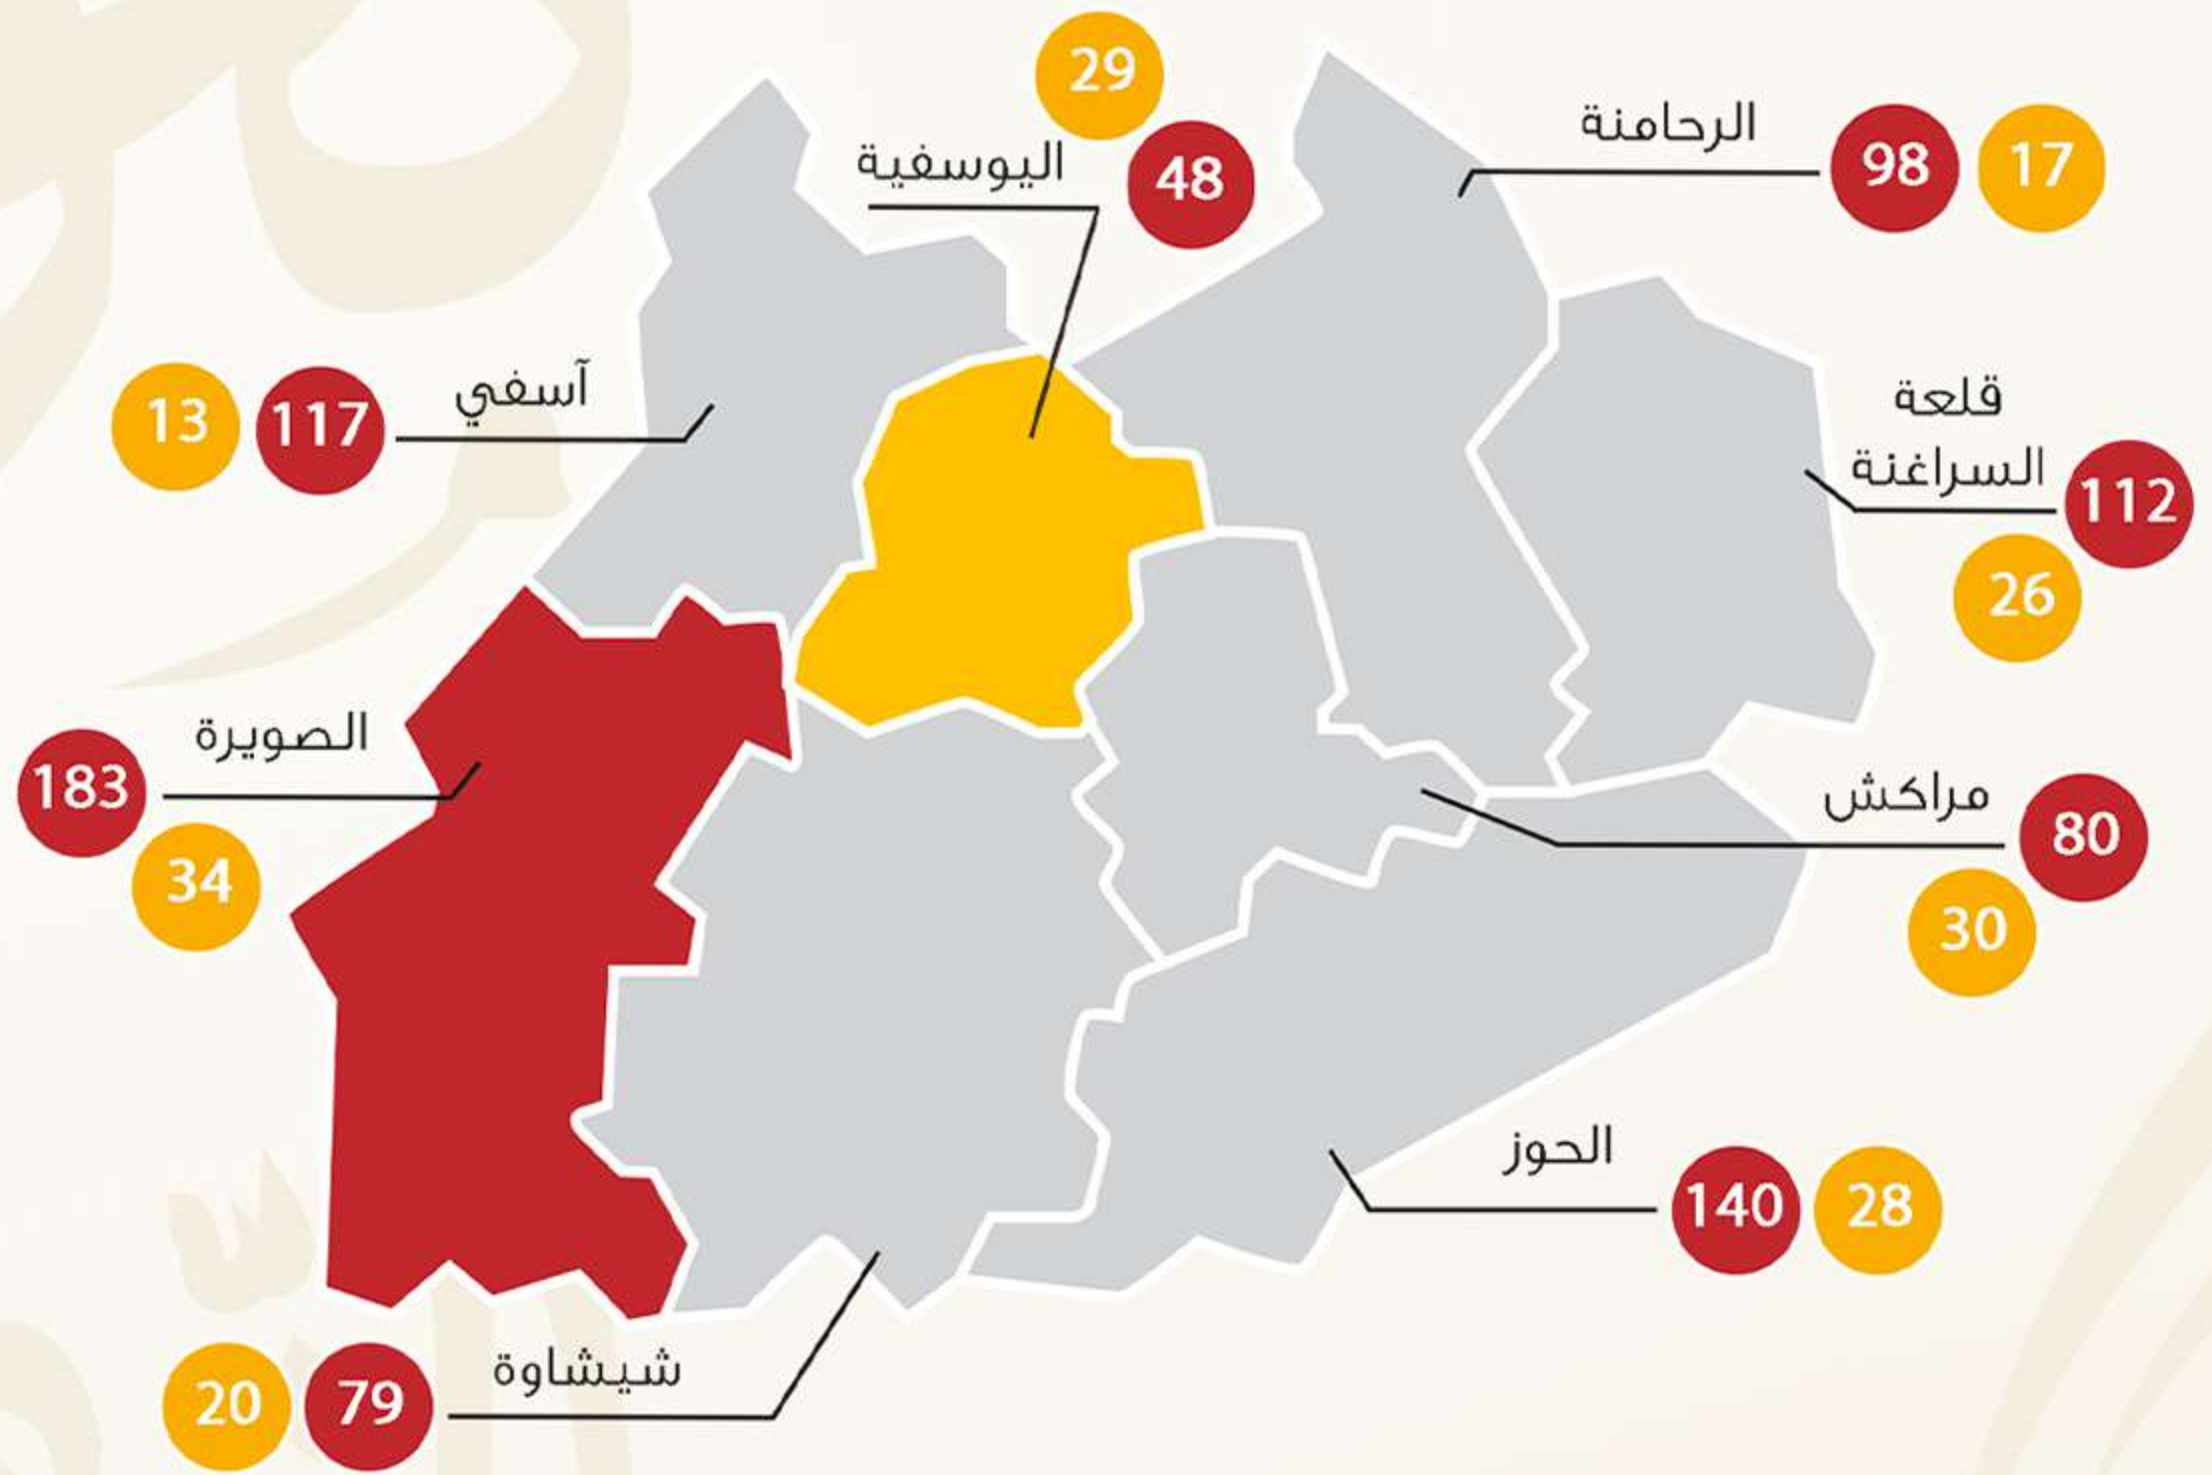 29
اليوسفية
48
الرحامنة
98
17
آسفي
117
13
قلعة
السراغنة
112
26
الصويرة
183
34
مراكش
80
30
الحوز
140
28
شيشاوة
79
20